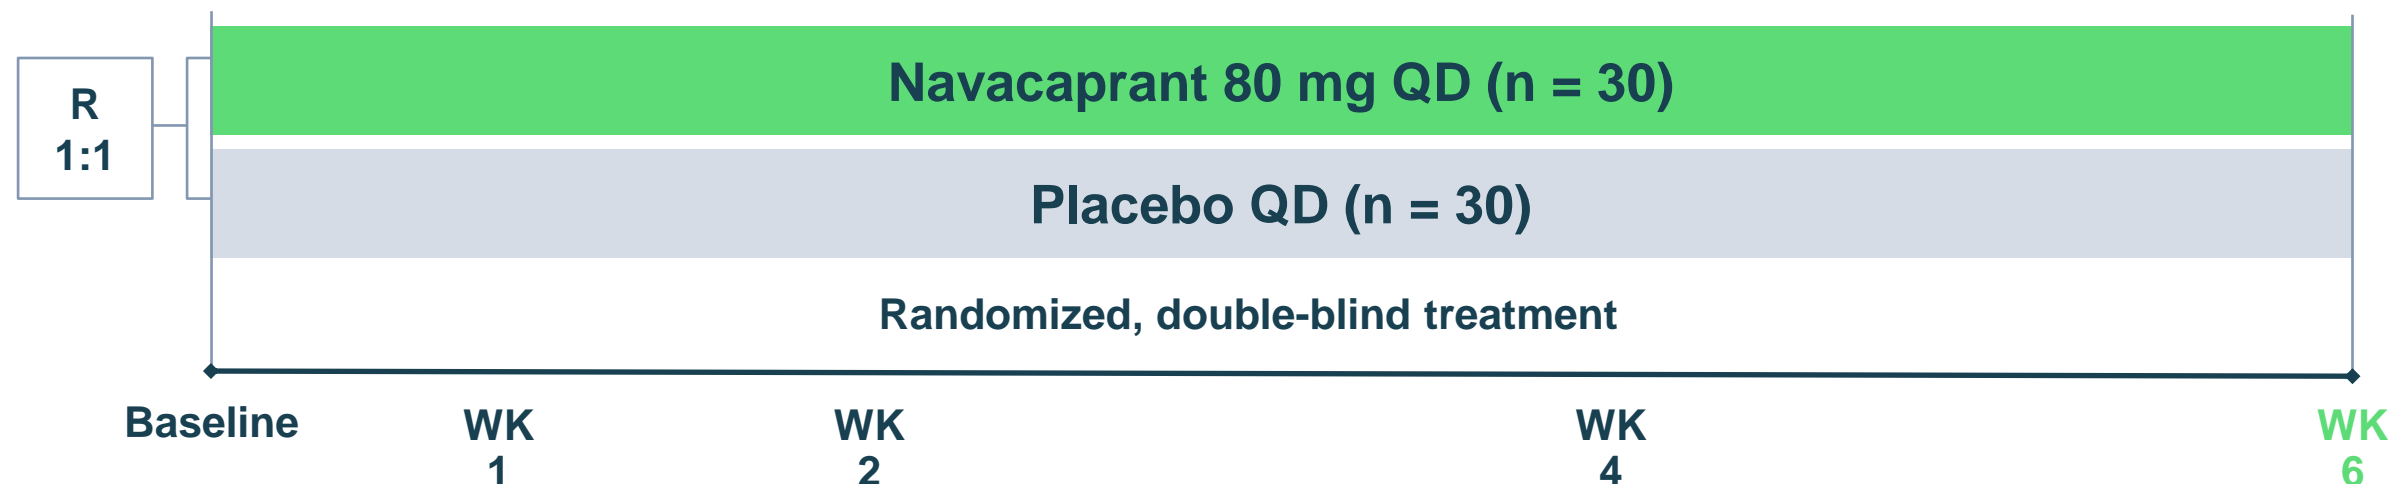 R
1:1
Navacaprant 80 mg QD (n = 30)
Placebo QD (n = 30)
Randomized, double-blind treatment
Baseline
WK
1
WK
2
WK
4
WK
6